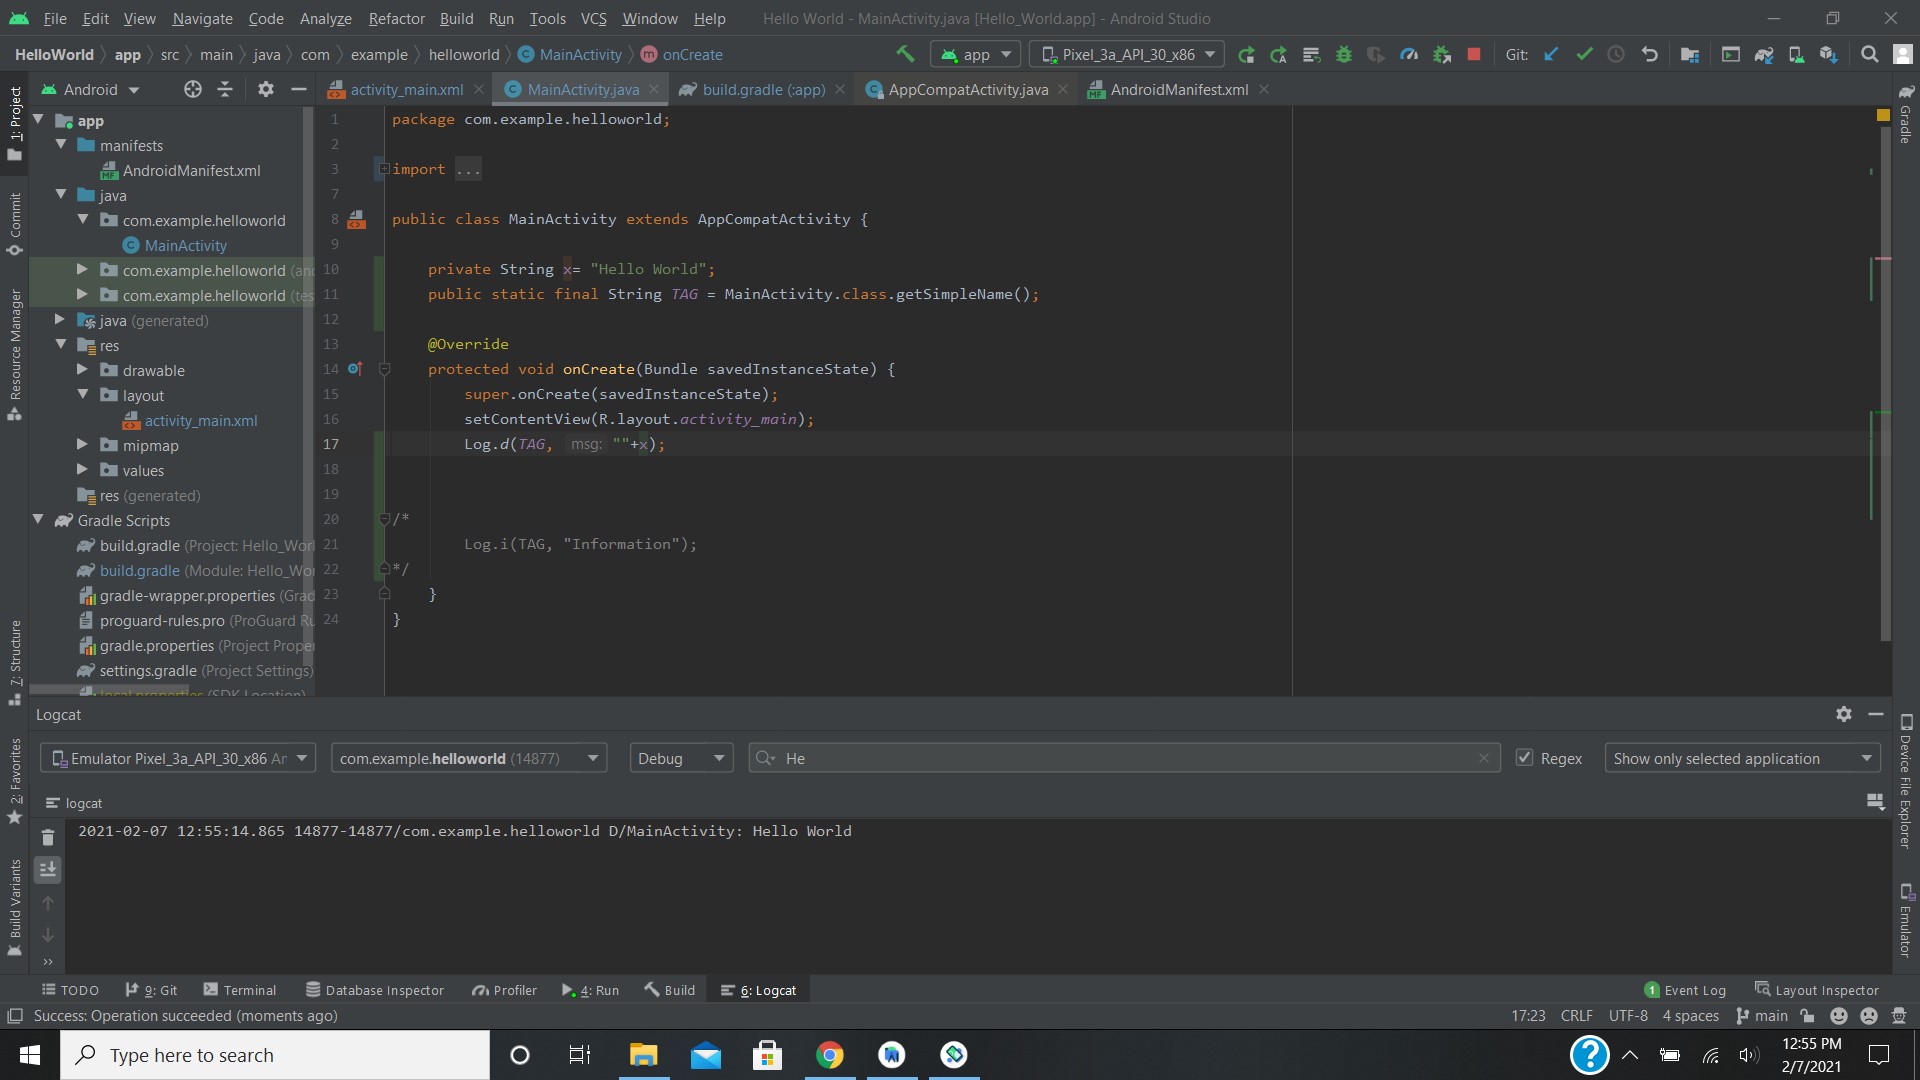 File Edit View Navigate Code Analyze Refactor Build Run Tools VCS Window Help Hello World - MainActivity.java [Hello_World.app] - Android Studio
HelloWorld app src main java com example helloworld MainActivity onCreate app Pixel_3a_API_30_x86 Git:
Android activity_main.xml MainActivity.java build.gradle (:app) AppCompatActivity.java AndroidManifest.xml
1: Project
Commit
Resource Manager
7: Structure
2: Favorites
Build Variants
app
manifests
AndroidManifest.xml
java
com.example.helloworld
MainActivity
com.example.helloworld (an
com.example.helloworld (tes
java (generated)
res
drawable
layout
activity_main.xml
mipmap
values
res (generated)
Gradle Scripts
build.gradle (Project: Hello_Worl
build.gradle (Module: Hello_Wo
gradle-wrapper.properties (Grad
proguard-rules.pro (ProGuard Ru
gradle.properties (Project Proper
settings.gradle (Project Settings)
local.properties (SDK Location)
1 package com.example.helloworld;
2
3 import ...
7
8 public class MainActivity extends AppCompatActivity {
9
10 private String x= "Hello World";
11 public static final String TAG = MainActivity.class.getSimpleName();
12
13 @Override
14 protected void onCreate(Bundle savedInstanceState) {
15 super.onCreate(savedInstanceState);
16 setContentView(R.layout.activity_main);
17 Log.d(TAG, msg: ""+x);
18
19
20 /*
21 Log.i(TAG, "Information");
22 */
23 }
24 }
Gradle
Device File Explorer
Emulator
Logcat
Emulator Pixel_3a_API_30_x86 Ar com.example.helloworld (14877) Debug He Regex Show only selected application
logcat
2021-02-07 12:55:14.865 14877-14877/com.example.helloworld D/MainActivity: Hello World
TODO 9: Git Terminal Database Inspector Profiler 4: Run Build 6: Logcat 1 Event Log Layout Inspector
Success: Operation succeeded (moments ago) 17:23 CRLF UTF-8 4 spaces main
Type here to search
12:55 PM
2/7/2021